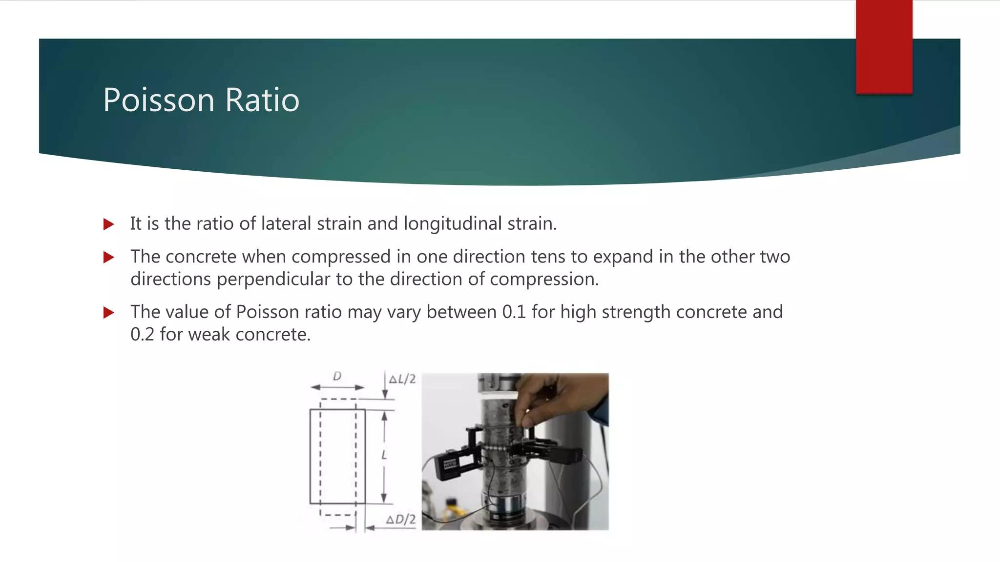 Poisson Ratio
It is the ratio of lateral strain and longitudinal strain.
The concrete when compressed in one direction tens to expand in the other two
directions perpendicular to the direction of compression.
The value of Poisson ratio may vary between 0.1 for high strength concrete and
0.2 for weak concrete.
D
△L/2
L
△D/2
MTS